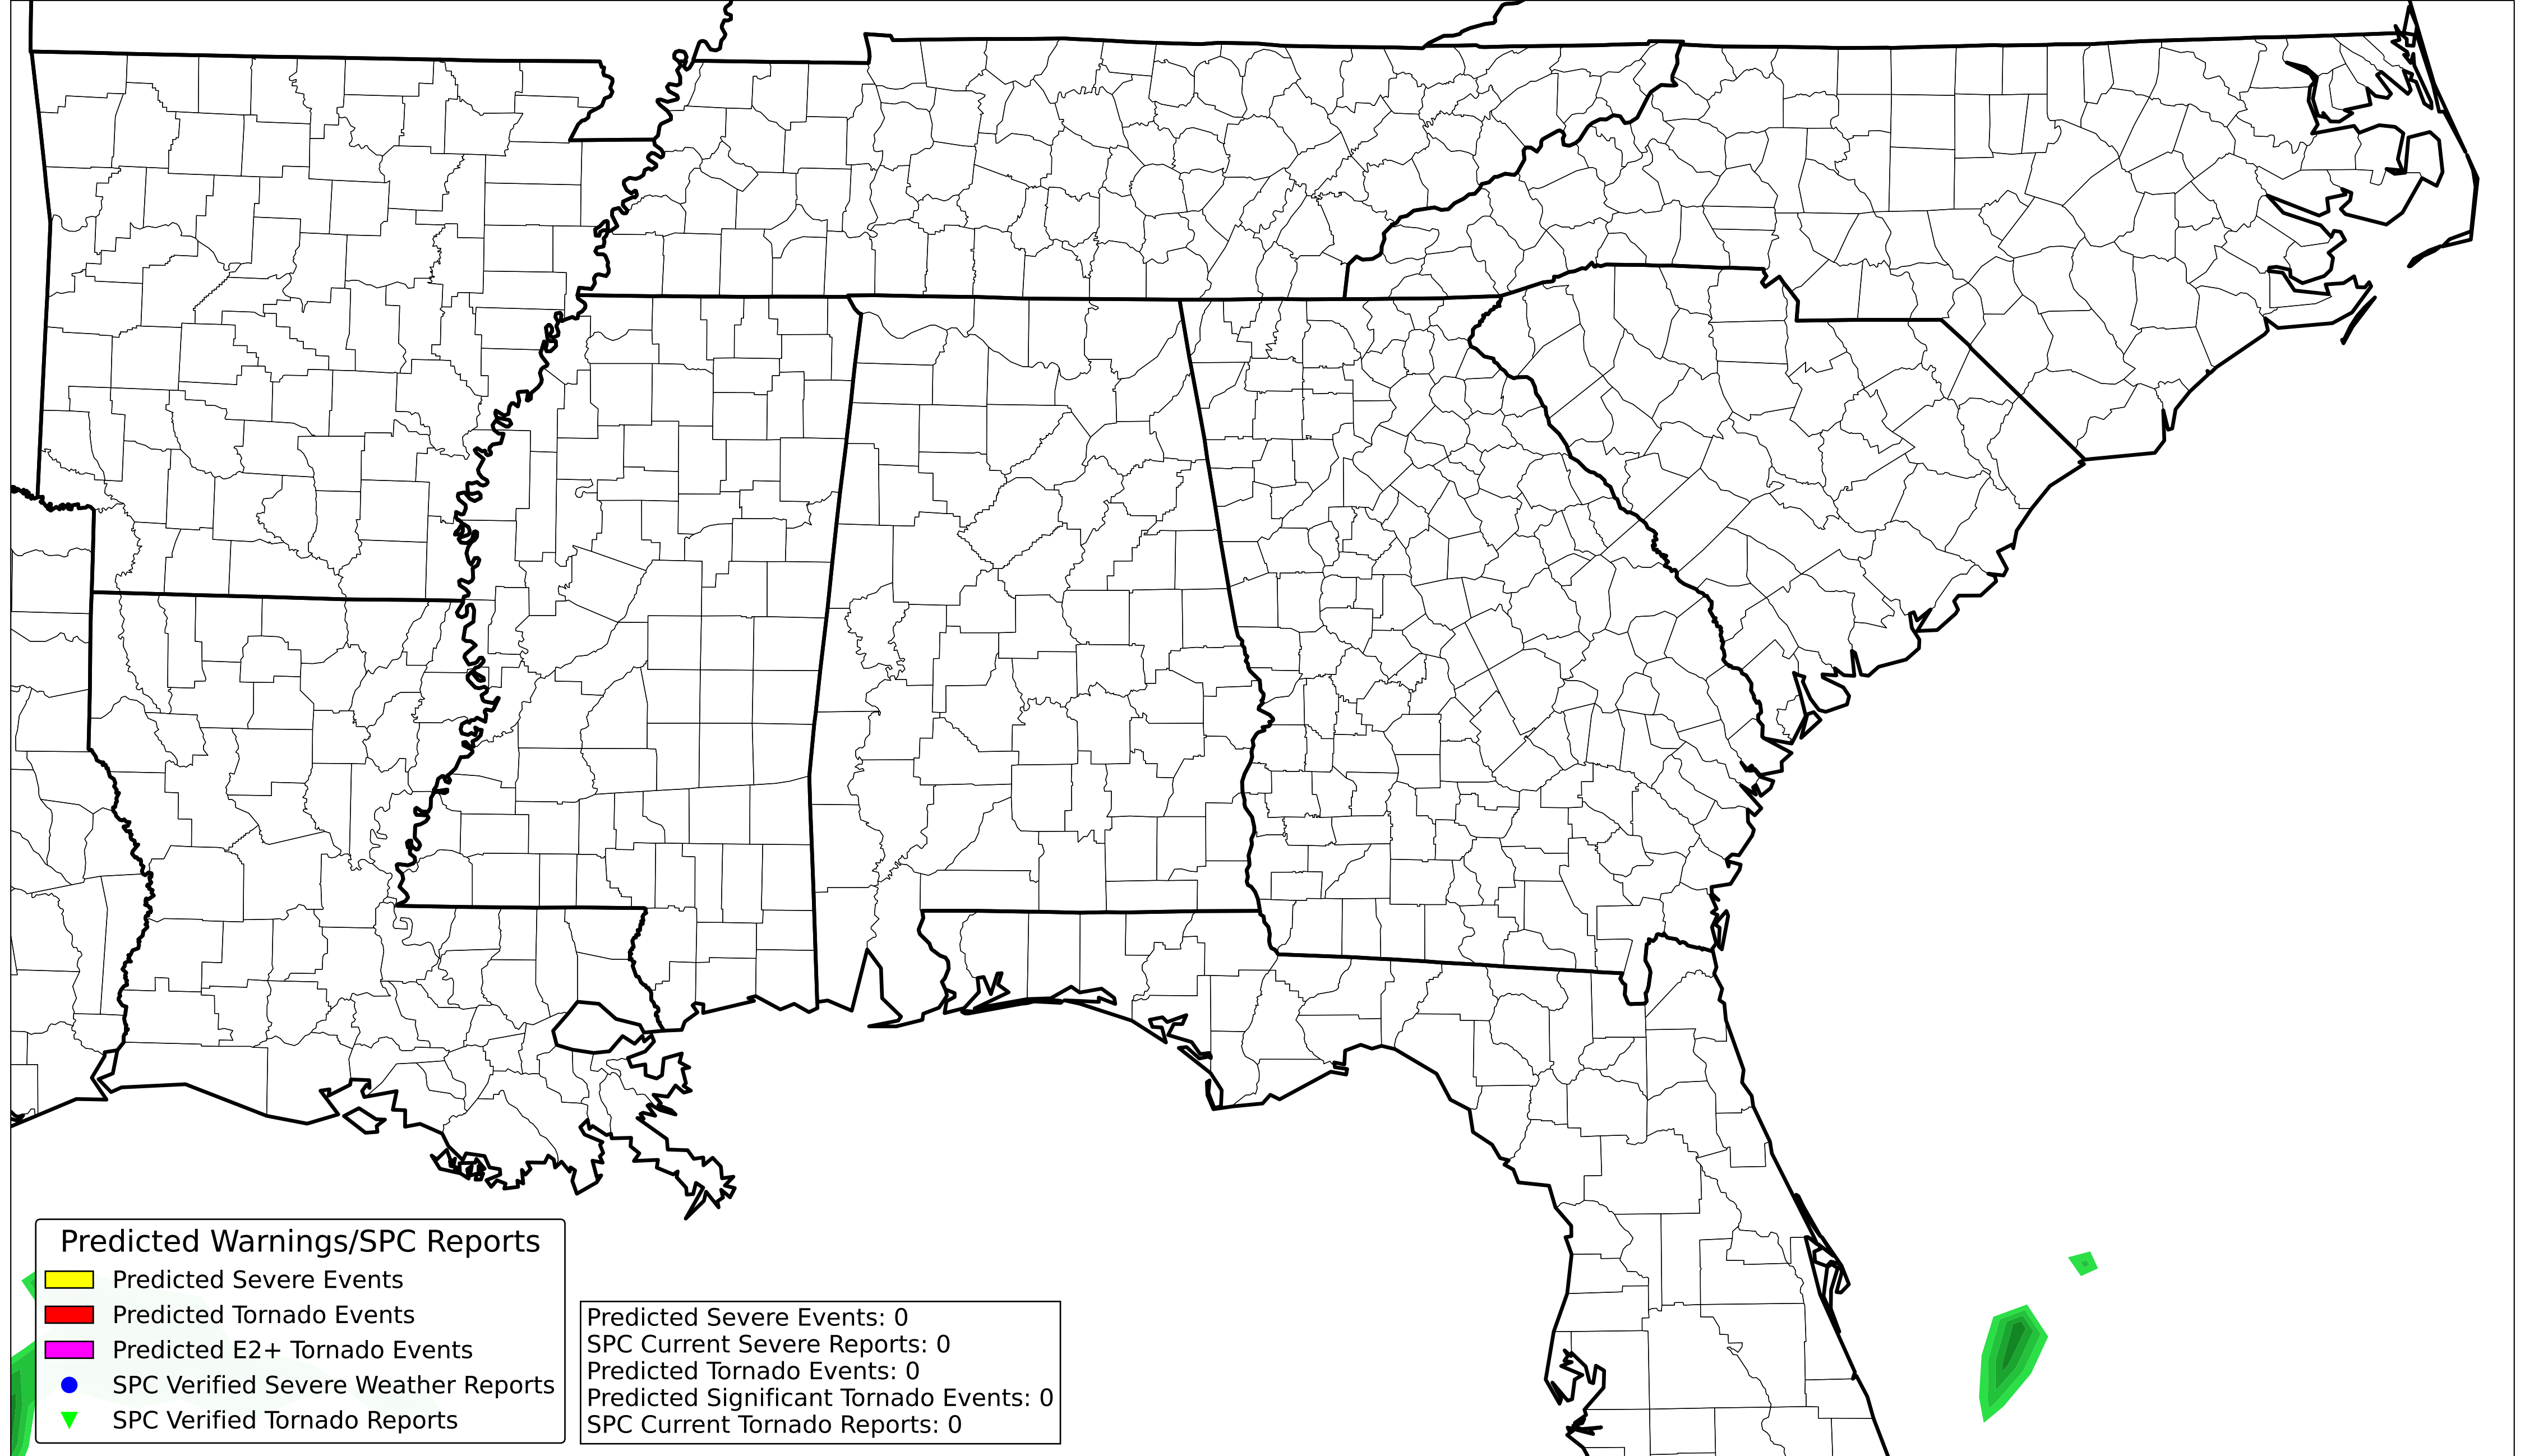 Predicted Warnings/SPC Reports
Predicted Severe Events
Predicted Tornado Events
Predicted E2+ Tornado Events
SPC Verified Severe Weather Reports
SPC Verified Tornado Reports
Predicted Severe Events: 0
SPC Current Severe Reports: 0
Predicted Tornado Events: 0
Predicted Significant Tornado Events: 0
SPC Current Tornado Reports: 0